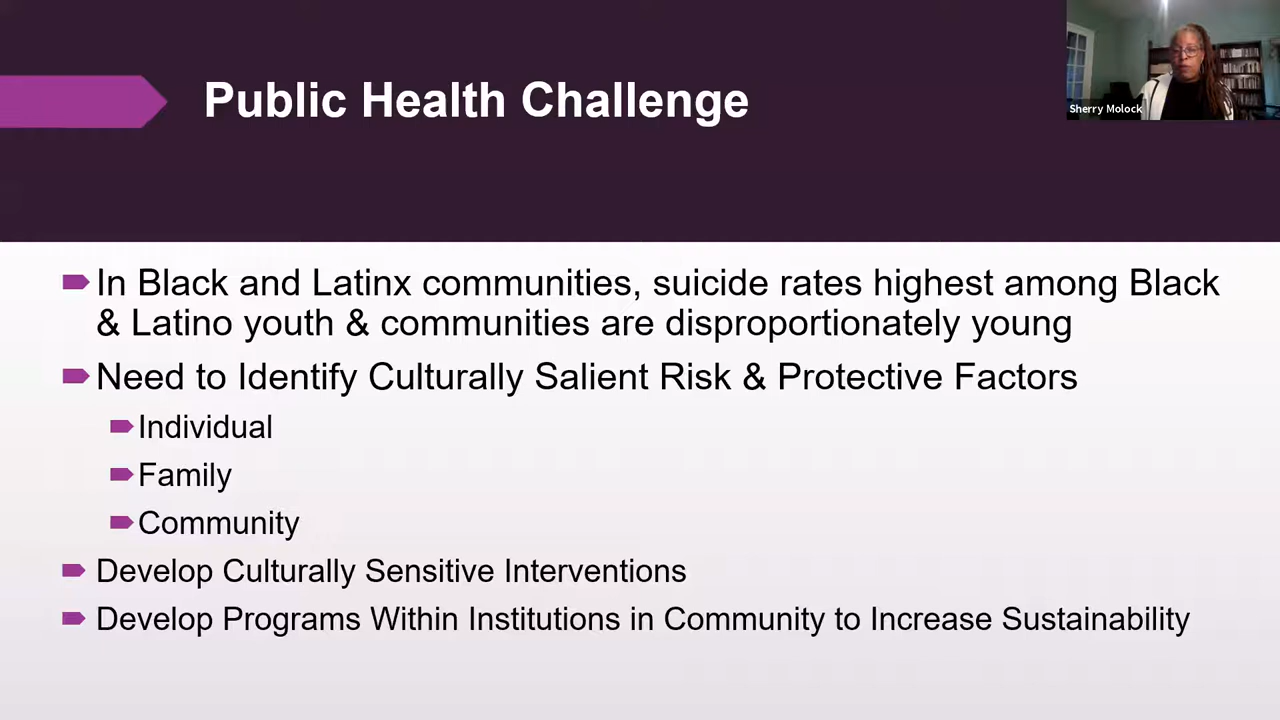 Public Health Challenge
Sherry Molock
In Black and Latinx communities, suicide rates highest among Black
& Latino youth & communities are disproportionately young
Need to Identify Culturally Salient Risk & Protective Factors
Individual
Family
Community
Develop Culturally Sensitive Interventions
Develop Programs Within Institutions in Community to Increase Sustainability